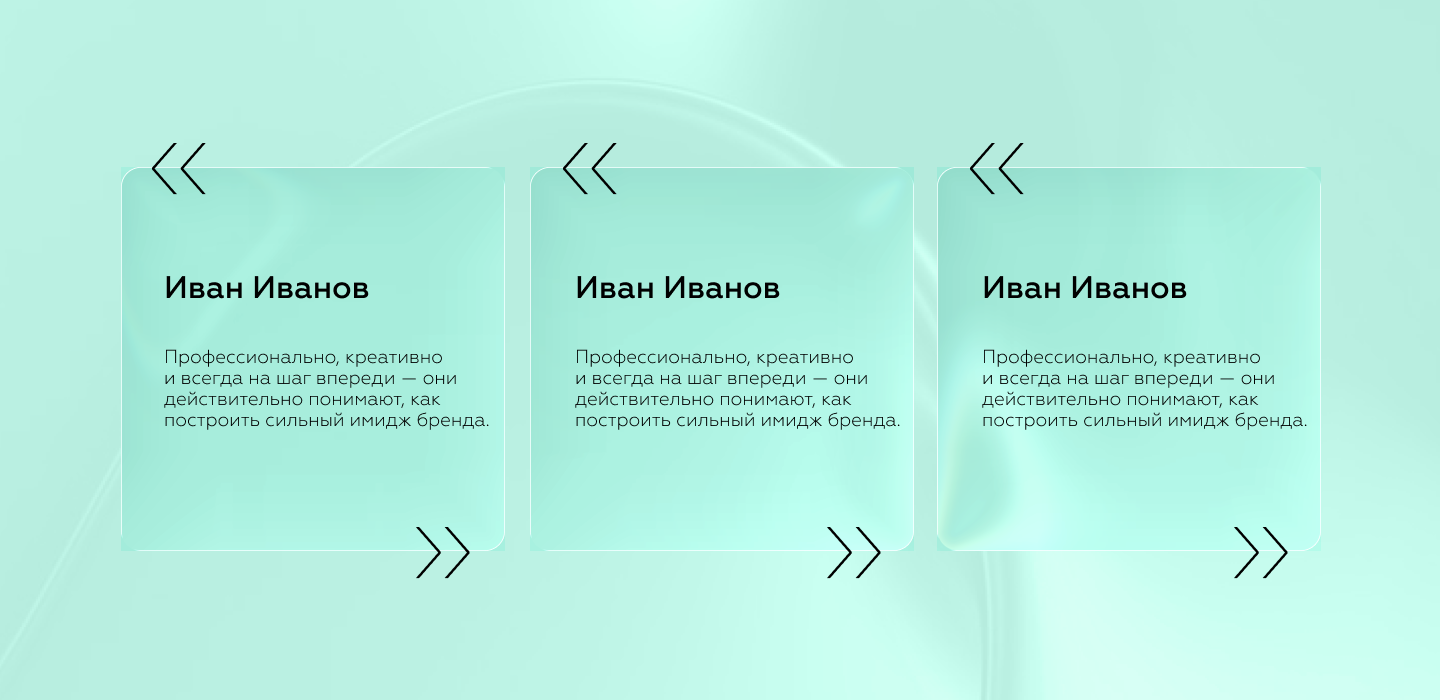 «
Иван Иванов
Профессионально, креативно
и всегда на шаг впереди — они
действительно понимают, как
построить сильный имидж бренда.
»
«
Иван Иванов
Профессионально, креативно
и всегда на шаг впереди — они
действительно понимают, как
построить сильный имидж бренда.
»
«
Иван Иванов
Профессионально, креативно
и всегда на шаг впереди — они
действительно понимают, как
построить сильный имидж бренда.
»